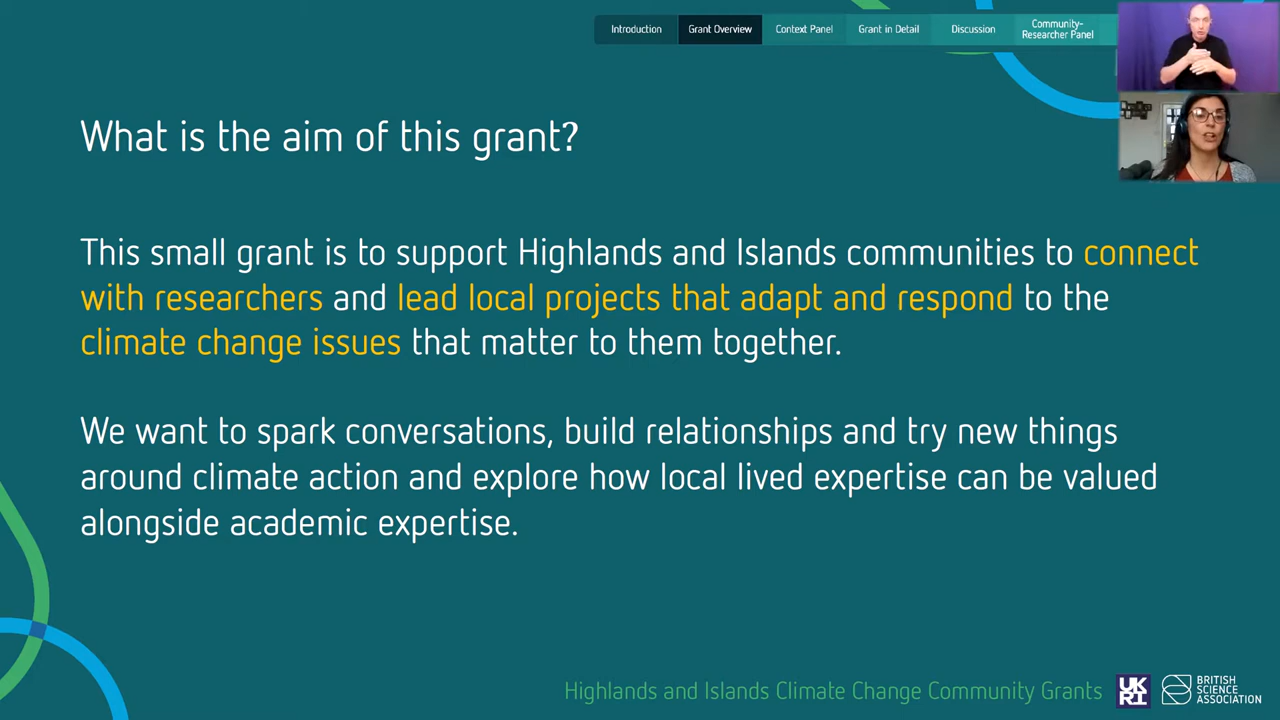 Introduction
Grant Overview
Context Panel
Grant in Detail
Discussion
Community-
Researcher Panel
What is the aim of this grant?
This small grant is to support Highlands and Islands communities to connect
with researchers and lead local projects that adapt and respond to the
climate change issues that matter to them together.
We want to spark conversations, build relationships and try new things
around climate action and explore how local lived expertise can be valued
alongside academic expertise.
Highlands and Islands Climate Change Community Grants
UK
RI
BRITISH
SCIENCE
ASSOCIATION